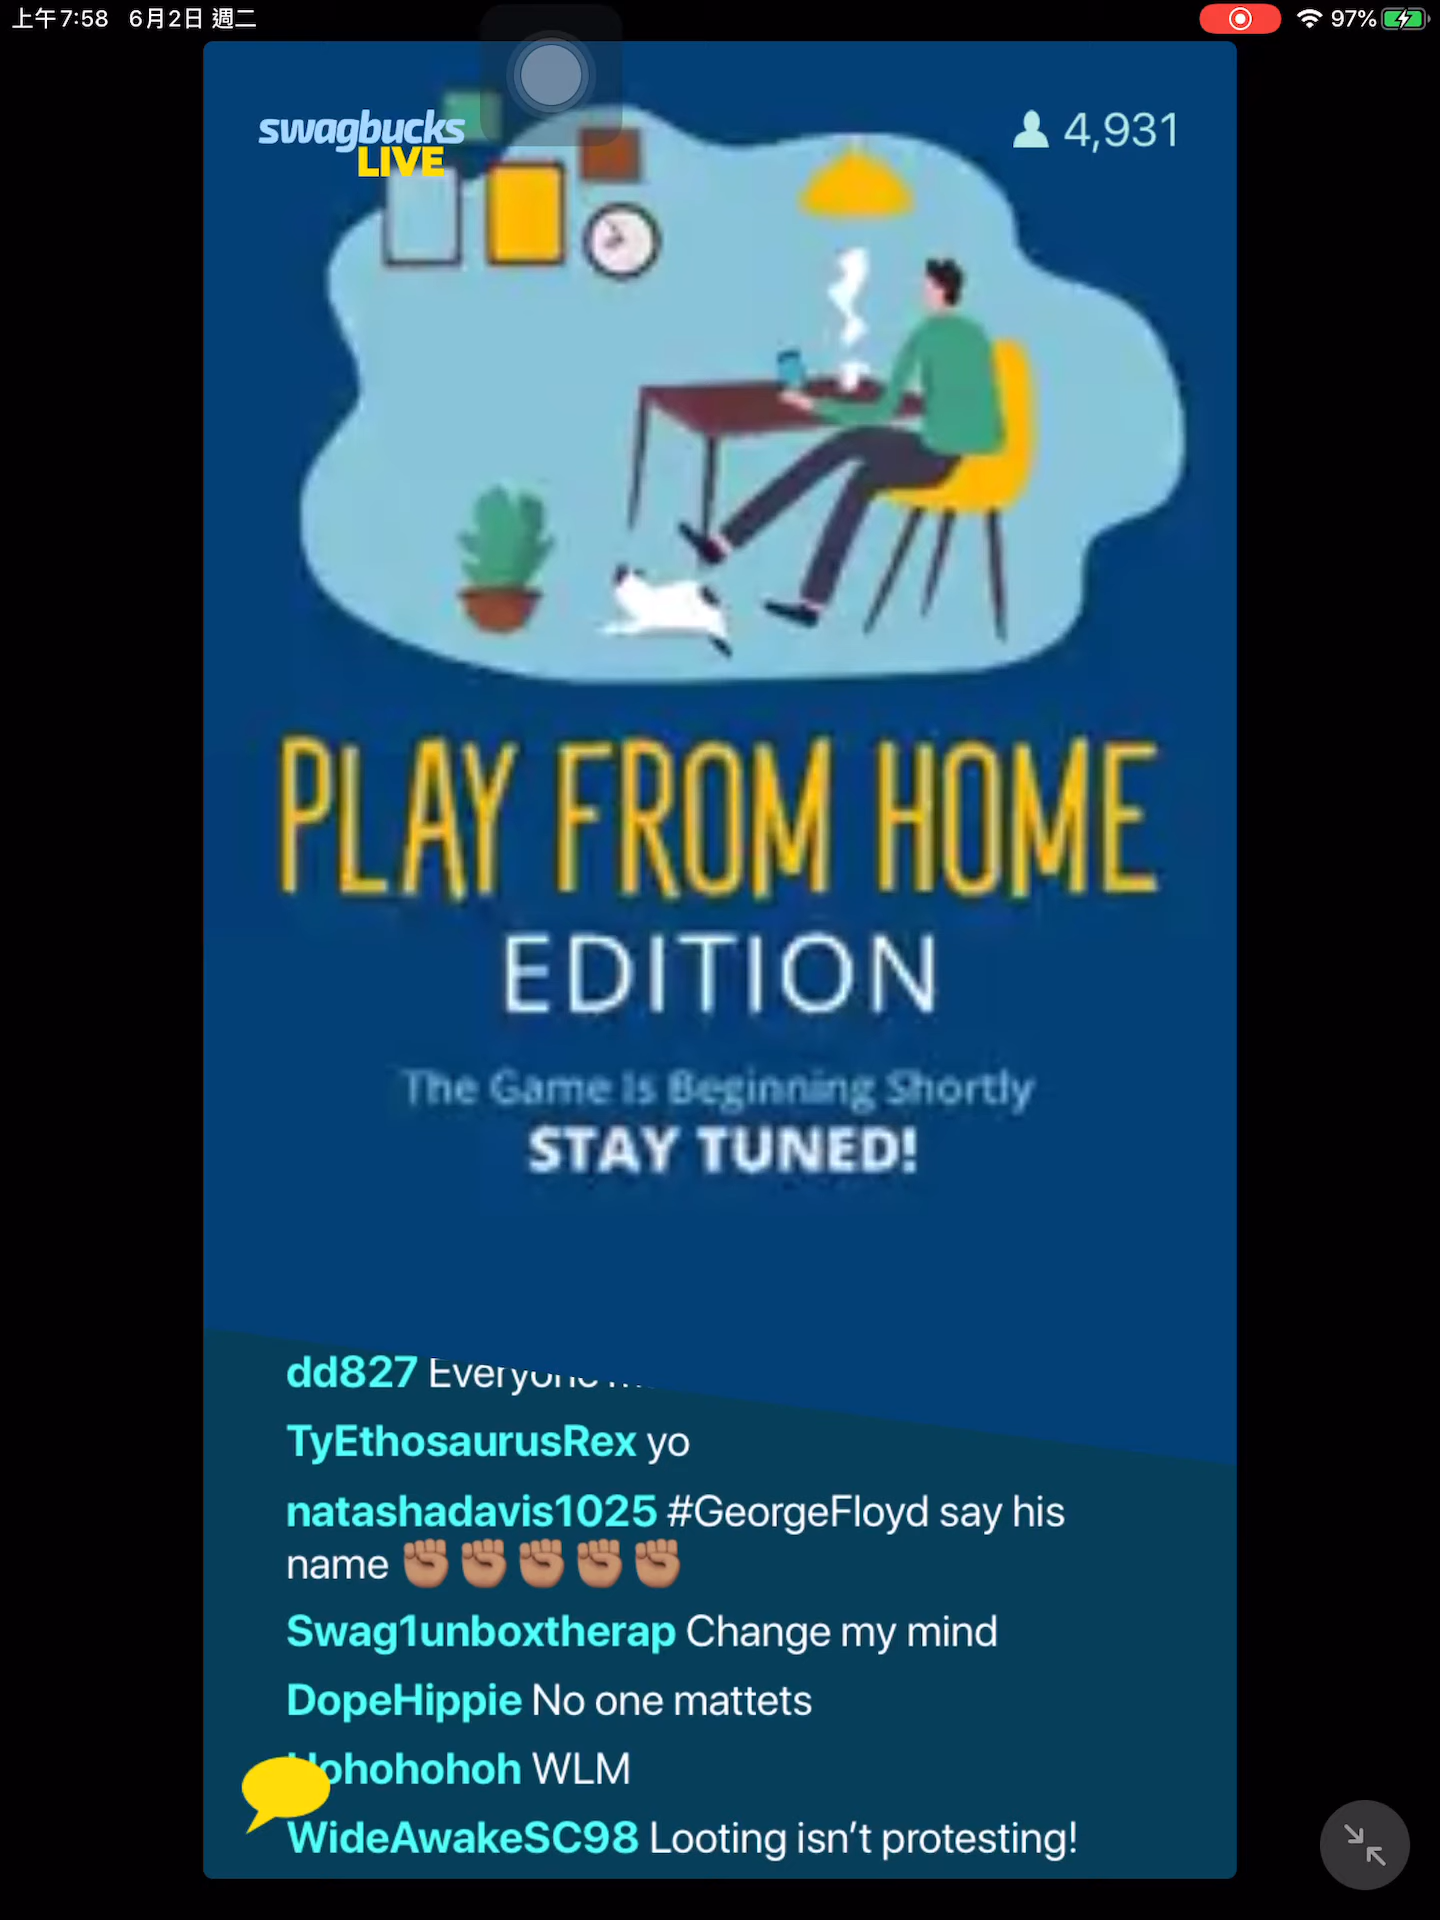 上午7:58 6月2日 週二
97%
swagbucks
LIVE
4,931
PLAY FROM HOME
EDITION
The Game Is Beginning Shortly
STAY TUNED!
dd827 Everyone
TyEthosaurusRex yo
natashadavis1025 #GeorgeFloyd say his
name ✊🏽✊🏽✊🏽✊🏽✊🏽
Swag1unboxtherap Change my mind
DopeHippie No one mattets
Hohohohoh WLM
WideAwakeSC98 Looting isn't protesting!